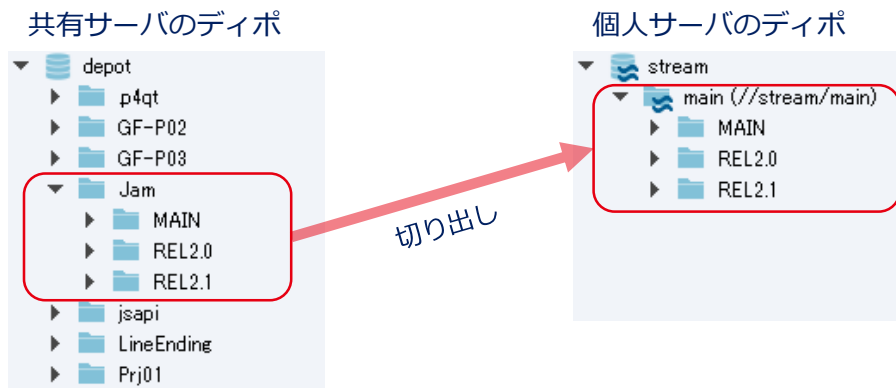 共有サーバのディポ
depot
p4qt
GF-P02
GF-P03
Jam
MAIN
REL2.0
REL2.1
jsapi
LineEnding
Prj01
切り出し
個人サーバのディポ
stream
main (//stream/main)
MAIN
REL2.0
REL2.1